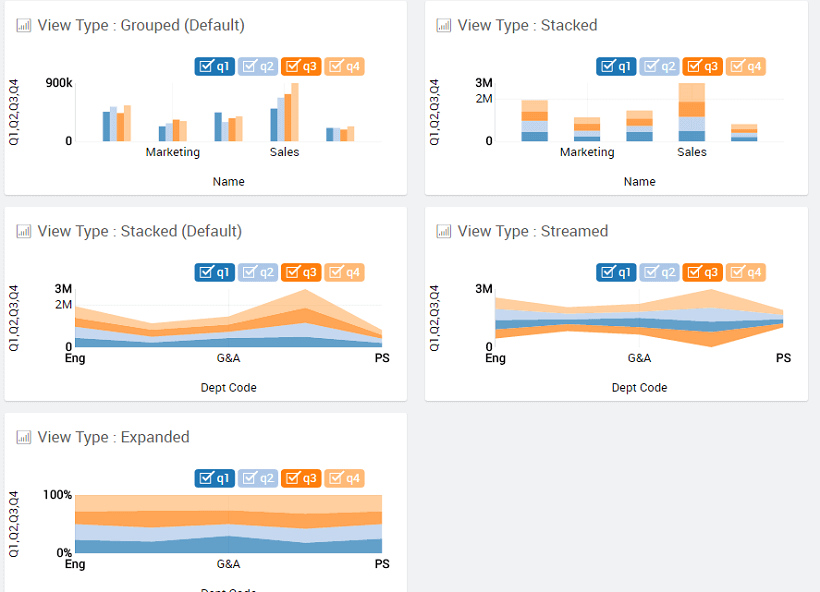 View Type : Grouped (Default)
q1 q2 q3 q4
900k
Q1,Q2,Q3,Q4
0
Marketing Sales
Name
View Type : Stacked
q1 q2 q3 q4
3M
2M
Q1,Q2,Q3,Q4
0
Marketing Sales
Name
View Type : Stacked (Default)
q1 q2 q3 q4
3M
2M
Q1,Q2,Q3,Q4
0
Eng G&A PS
Dept Code
View Type : Streamed
q1 q2 q3 q4
3M
Q1,Q2,Q3,Q4
0
Eng G&A PS
Dept Code
View Type : Expanded
q1 q2 q3 q4
100%
Q1,Q2,Q3,Q4
0%
Eng G&A PS
Dept Code